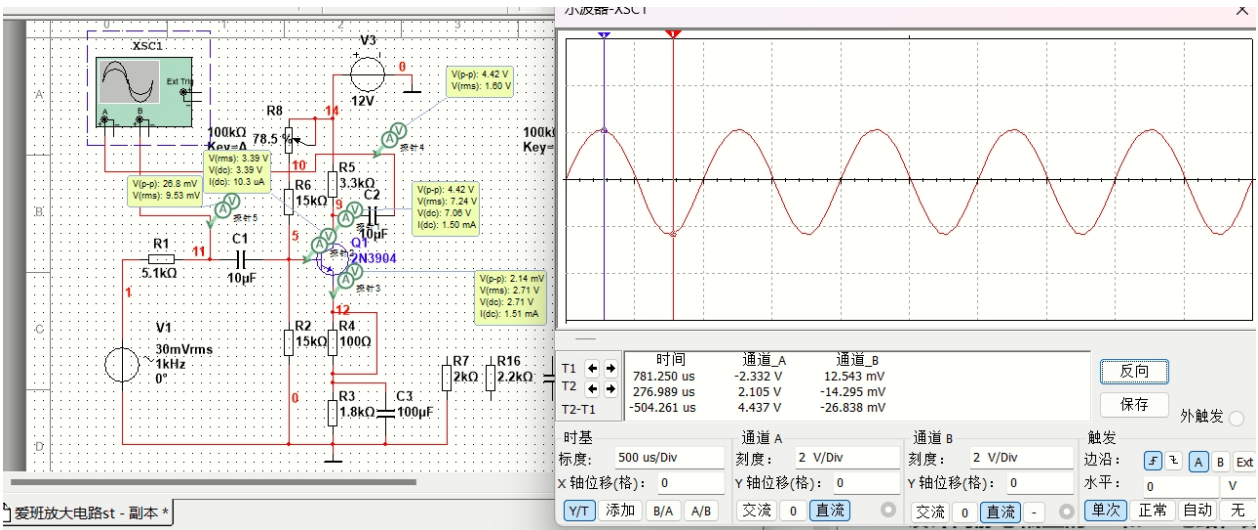 示波器-XSC1
XSC1
Ext Trig
A
B
V3
0
12V
V(p-p): 4.42 V
V(rms): 1.60 V
探针4
R8
14
100kΩ
Key=A
78.5 %
100kΩ
Key=
V(rms): 3.39 V
V(dc): 3.39 V
I(dc): 10.3 uA
10
R5
3.3kΩ
V(p-p): 26.8 mV
V(rms): 9.53 mV
探针5
R6
15kΩ
9
C2
10µF
V(p-p): 4.42 V
V(rms): 7.24 V
V(dc): 7.06 V
I(dc): 1.50 mA
5
Q1
2N3904
R1
5.1kΩ
11
C1
10µF
探针3
V(p-p): 2.14 mV
V(rms): 2.71 V
V(dc): 2.71 V
I(dc): 1.51 mA
1
12
V1
30mVrms
1kHz
0°
R2
15kΩ
R4
100Ω
R7
2kΩ
R16
2.2kΩ
0
R3
1.8kΩ
C3
100µF
A
B
C
D
0
1
2
3
爱班放大电路st - 副本 *
时间 通道_A 通道_B
T1 781.250 us -2.332 V 12.543 mV
T2 276.989 us 2.105 V -14.295 mV
T2-T1 -504.261 us 4.437 V -26.838 mV
反向
保存
外触发
时基 通道 A 通道 B 触发
标度: 500 us/Div 刻度: 2 V/Div 刻度: 2 V/Div 边沿: A B Ext
X 轴位移(格): 0 Y 轴位移(格): 0 Y 轴位移(格): 0 水平: 0 V
Y/T 添加 B/A A/B 交流 0 直流 交流 0 直流 - 单次 正常 自动 无